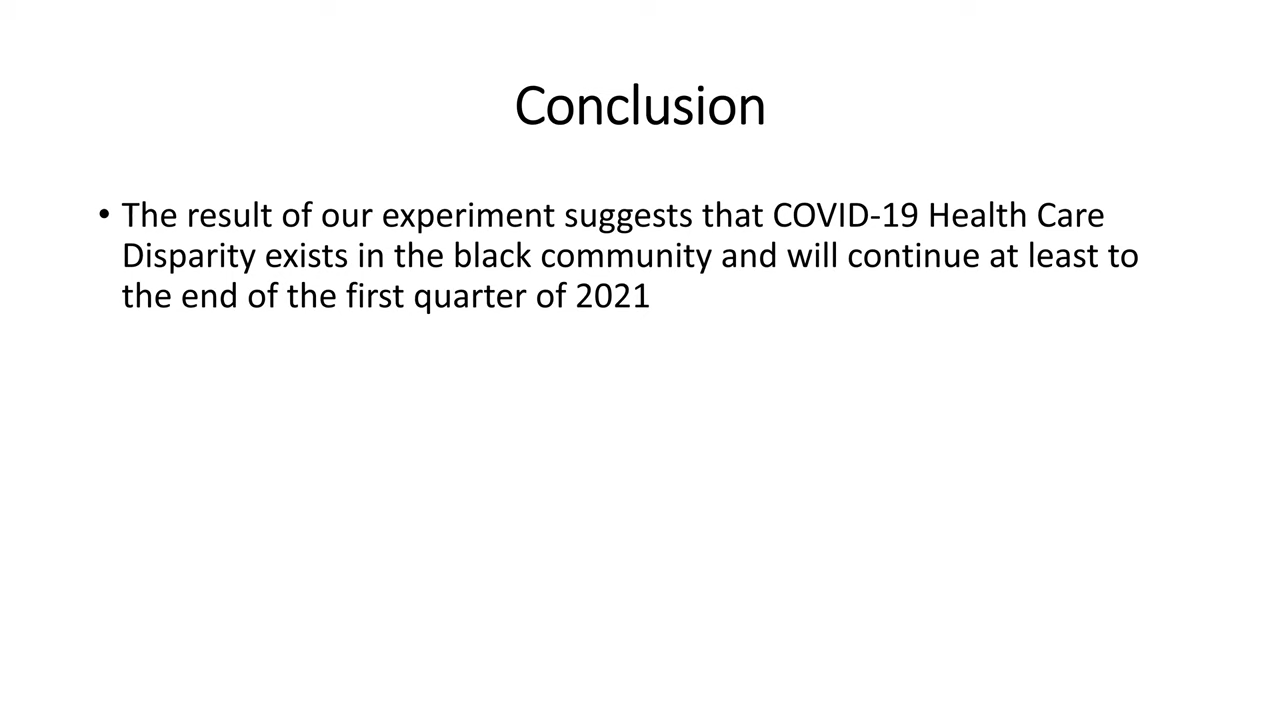 Conclusion
• The result of our experiment suggests that COVID-19 Health Care
Disparity exists in the black community and will continue at least to
the end of the first quarter of 2021